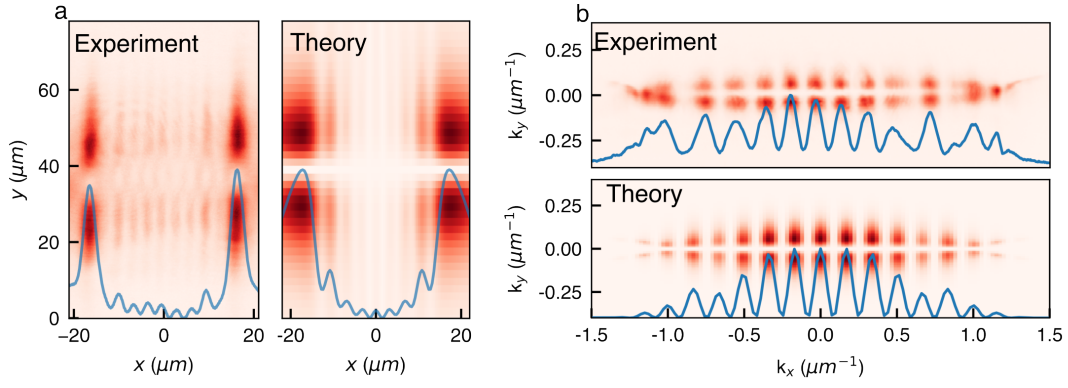 a
Experiment
Theory
y (μm)
60
40
20
0
−20
0
20
−20
0
20
x (μm)
x (μm)
b
Experiment
k_y (μm⁻¹)
0.25
0.00
-0.25
Theory
k_y (μm⁻¹)
0.25
0.00
-0.25
-1.5
-1.0
-0.5
0.0
0.5
1.0
1.5
k_x (μm⁻¹)